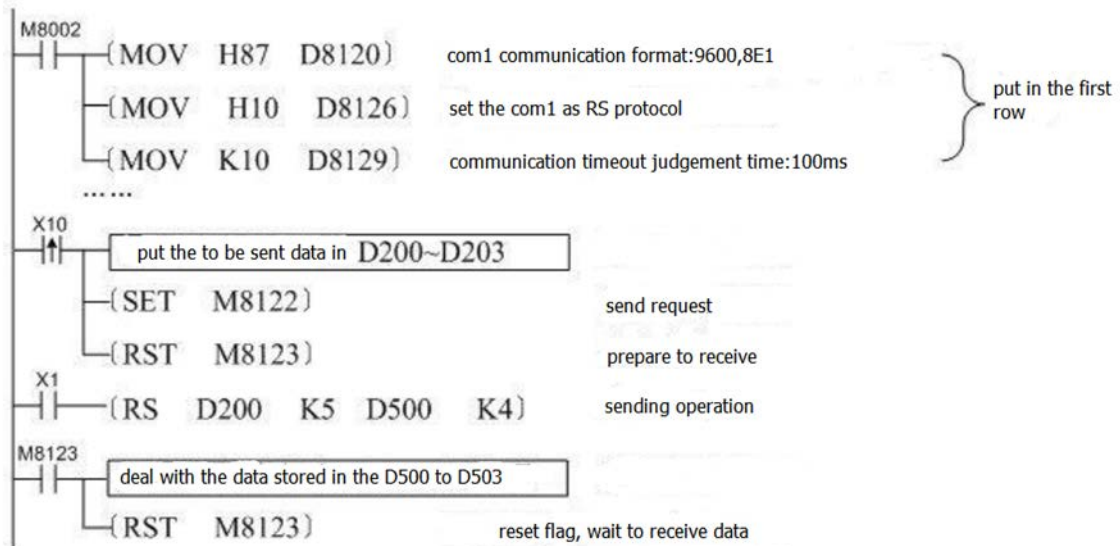 M8002
(MOV H87 D8120) com1 communication format:9600,8E1
(MOV H10 D8126) set the com1 as RS protocol
put in the first
row
(MOV K10 D8129) communication timeout judgement time:100ms
......
X10
put the to be sent data in D200~D203
(SET M8122) send request
(RST M8123) prepare to receive
X1
(RS D200 K5 D500 K4) sending operation
M8123
deal with the data stored in the D500 to D503
(RST M8123) reset flag, wait to receive data